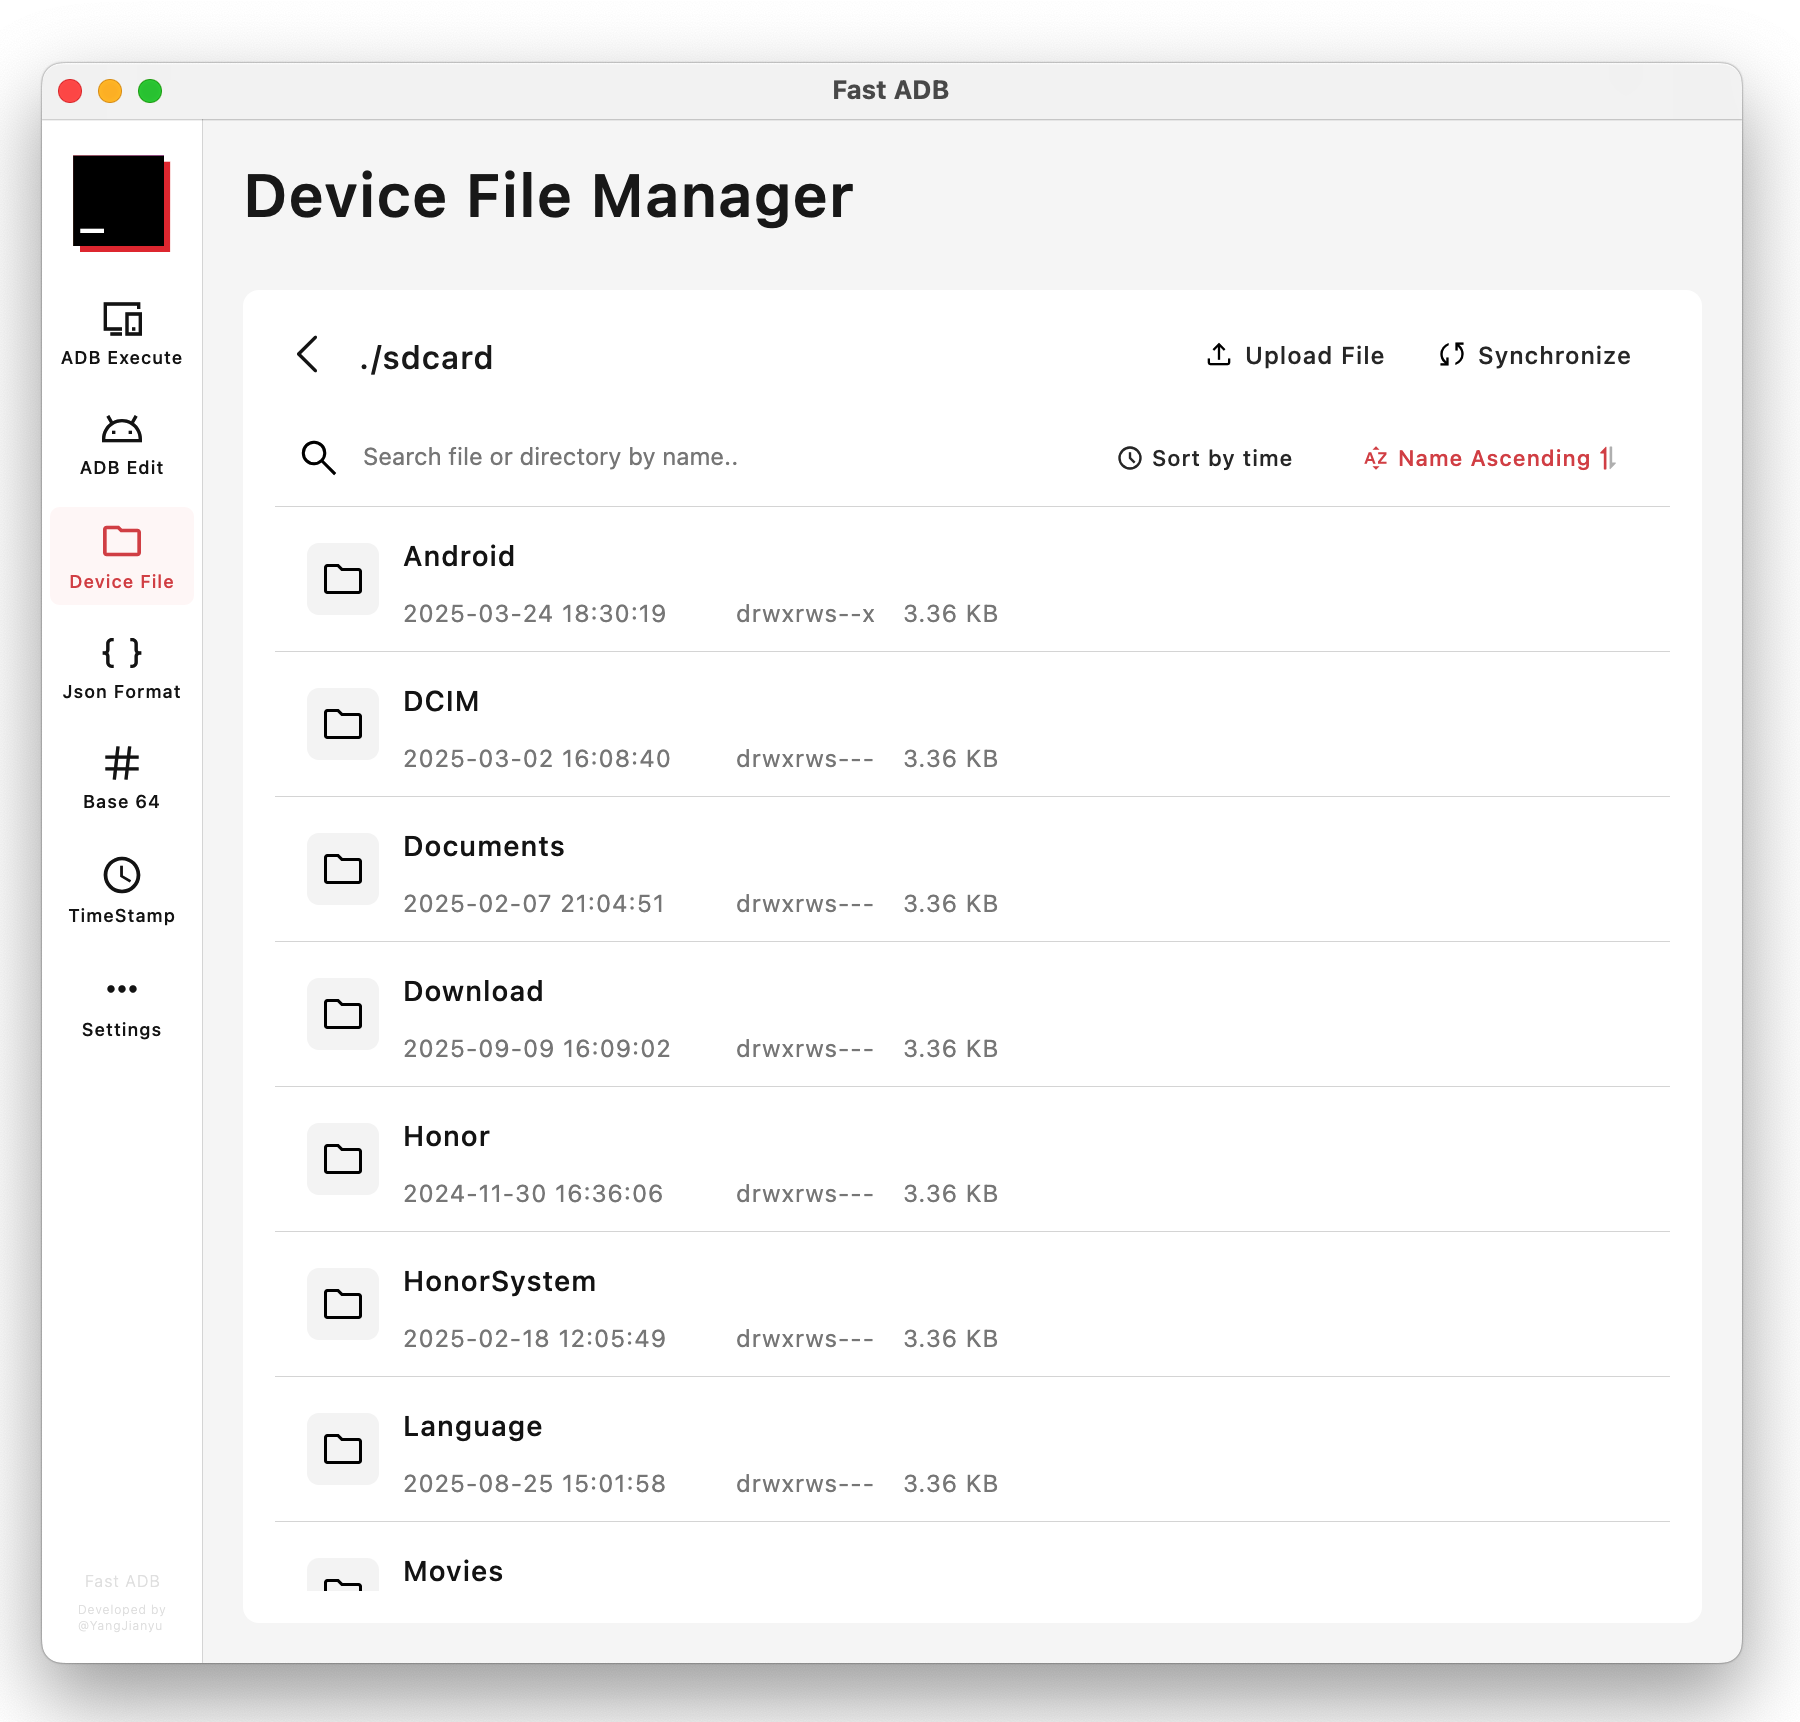 Fast ADB
Device File Manager
ADB Execute
ADB Edit
Device File
{ }
Json Format
#
Base 64
TimeStamp
Settings
Fast ADB
Developed by
@YangJianyu
./sdcard
Upload File
Synchronize
Search file or directory by name..
Sort by time
AZ Name Ascending
Android
2025-03-24 18:30:19 drwxrws--x 3.36 KB
DCIM
2025-03-02 16:08:40 drwxrws--- 3.36 KB
Documents
2025-02-07 21:04:51 drwxrws--- 3.36 KB
Download
2025-09-09 16:09:02 drwxrws--- 3.36 KB
Honor
2024-11-30 16:36:06 drwxrws--- 3.36 KB
HonorSystem
2025-02-18 12:05:49 drwxrws--- 3.36 KB
Language
2025-08-25 15:01:58 drwxrws--- 3.36 KB
Movies